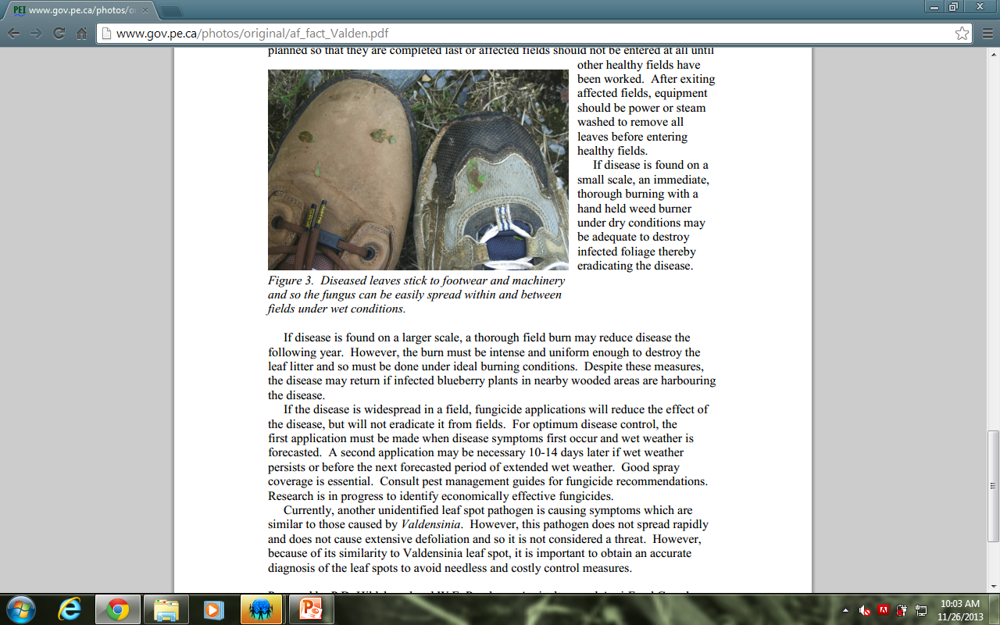 www.gov.pe.ca/photos/o
www.gov.pe.ca/photos/original/af_fact_Valden.pdf
planned so that they are completed last or affected fields should not be entered at all until
other healthy fields have
been worked.  After exiting
affected fields, equipment
should be power or steam
washed to remove all
leaves before entering
healthy fields.
If disease is found on a
small scale, an immediate,
thorough burning with a
hand held weed burner
under dry conditions may
be adequate to destroy
infected foliage thereby
eradicating the disease.
Figure 3.  Diseased leaves stick to footwear and machinery
and so the fungus can be easily spread within and between
fields under wet conditions.
If disease is found on a larger scale, a thorough field burn may reduce disease the
following year.  However, the burn must be intense and uniform enough to destroy the
leaf litter and so must be done under ideal burning conditions.  Despite these measures,
the disease may return if infected blueberry plants in nearby wooded areas are harbouring
the disease.
If the disease is widespread in a field, fungicide applications will reduce the effect of
the disease, but will not eradicate it from fields.  For optimum disease control, the
first application must be made when disease symptoms first occur and wet weather is
forecasted.  A second application may be necessary 10-14 days later if wet weather
persists or before the next forecasted period of extended wet weather.  Good spray
coverage is essential.  Consult pest management guides for fungicide recommendations.
Research is in progress to identify economically effective fungicides.
Currently, another unidentified leaf spot pathogen is causing symptoms which are
similar to those caused by Valdensinia.  However, this pathogen does not spread rapidly
and does not cause extensive defoliation and so it is not considered a threat.  However,
because of its similarity to Valdensinia leaf spot, it is important to obtain an accurate
diagnosis of the leaf spots to avoid needless and costly control measures.
10:03 AM
11/26/2013